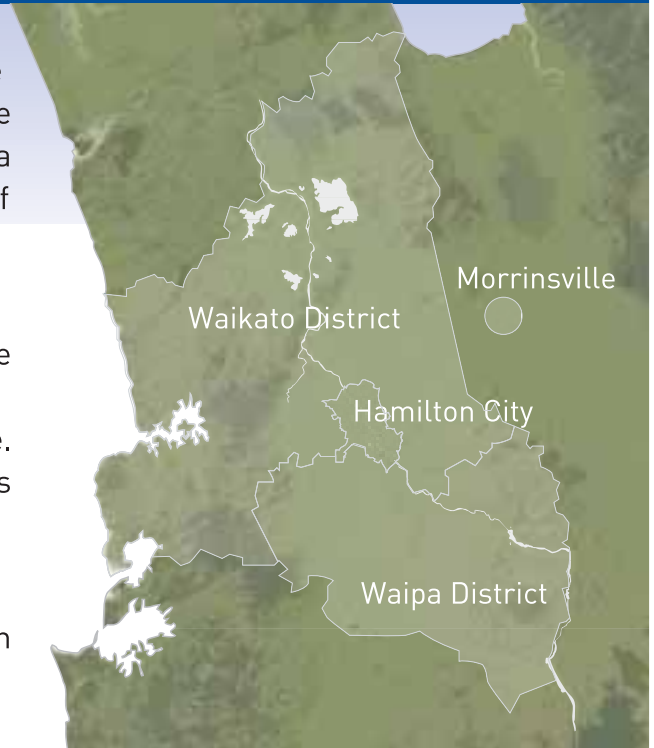 e
a
f
Morrinsville
Waikato District
e
Hamilton City
e.
s
Waipa District
n